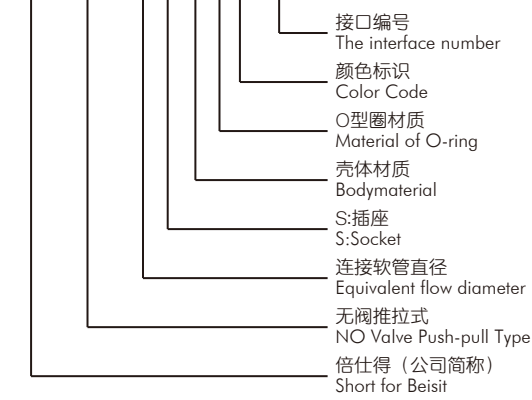 接口编号
The interface number
颜色标识
Color Code
O型圈材质
Material of O-ring
壳体材质
Bodymaterial
S:插座
S:Socket
连接软管直径
Equivalent flow diameter
无阀推拉式
NO Valve Push-pull Type
倍仕得（公司简称）
Short for Beisit